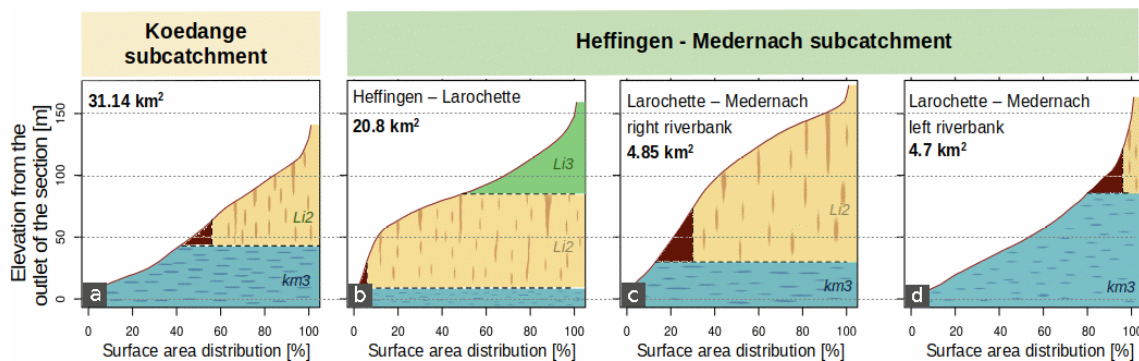 Koedange
subcatchment
Heffingen - Medernach subcatchment
Elevation from the
outlet of the section [m]
0 50 100 150
31.14 km²
Li2
km3
a
0 20 40 60 80 100
Surface area distribution [%]
Heffingen – Larochette
20.8 km²
Li3
Li2
b
0 20 40 60 80 100
Surface area distribution [%]
Larochette – Medernach
right riverbank
4.85 km²
Li2
km3
c
0 20 40 60 80 100
Surface area distribution [%]
Larochette – Medernach
left riverbank
4.7 km²
d
0 20 40 60 80 100
Surface area distribution [%]